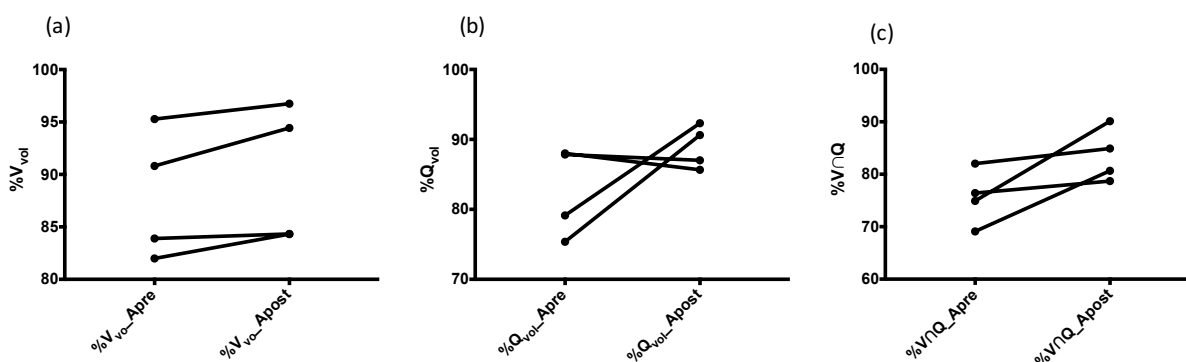 (a)
(b)
(c)
%Vvol
100
95
90
85
80
%Vvo_Apre
%Vvo_Apost
%Qvol
100
90
80
70
%Qvol_Apre
%Qvol_Apost
%V∩Q
100
90
80
70
60
%V∩Q_Apre
%V∩Q_Apost